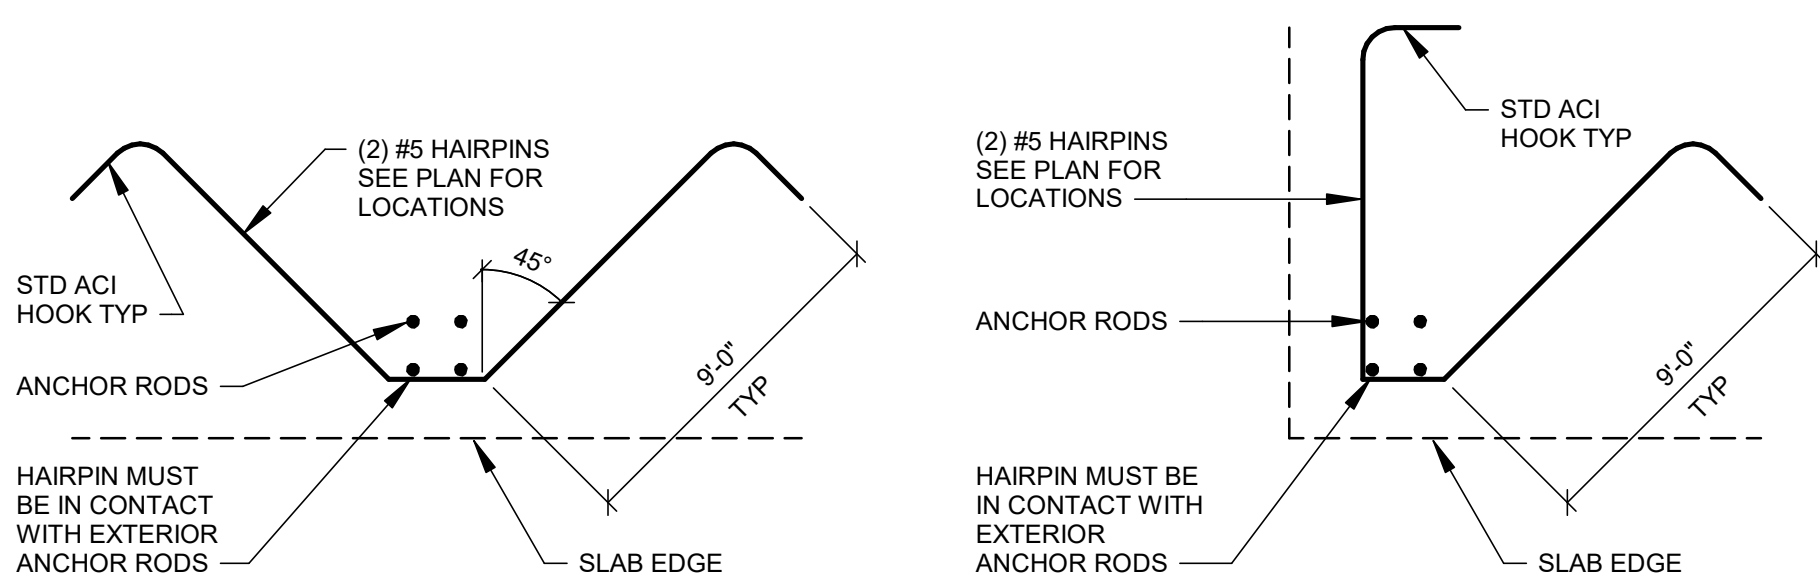 (2) #5 HAIRPINS
SEE PLAN FOR
LOCATIONS
45°
STD ACI
HOOK TYP
ANCHOR RODS
9'-0"
TYP
HAIRPIN MUST
BE IN CONTACT
WITH EXTERIOR
ANCHOR RODS
SLAB EDGE
STD ACI
HOOK TYP
(2) #5 HAIRPINS
SEE PLAN FOR
LOCATIONS
ANCHOR RODS
9'-0"
TYP
HAIRPIN MUST BE
IN CONTACT WITH
EXTERIOR
ANCHOR RODS
SLAB EDGE